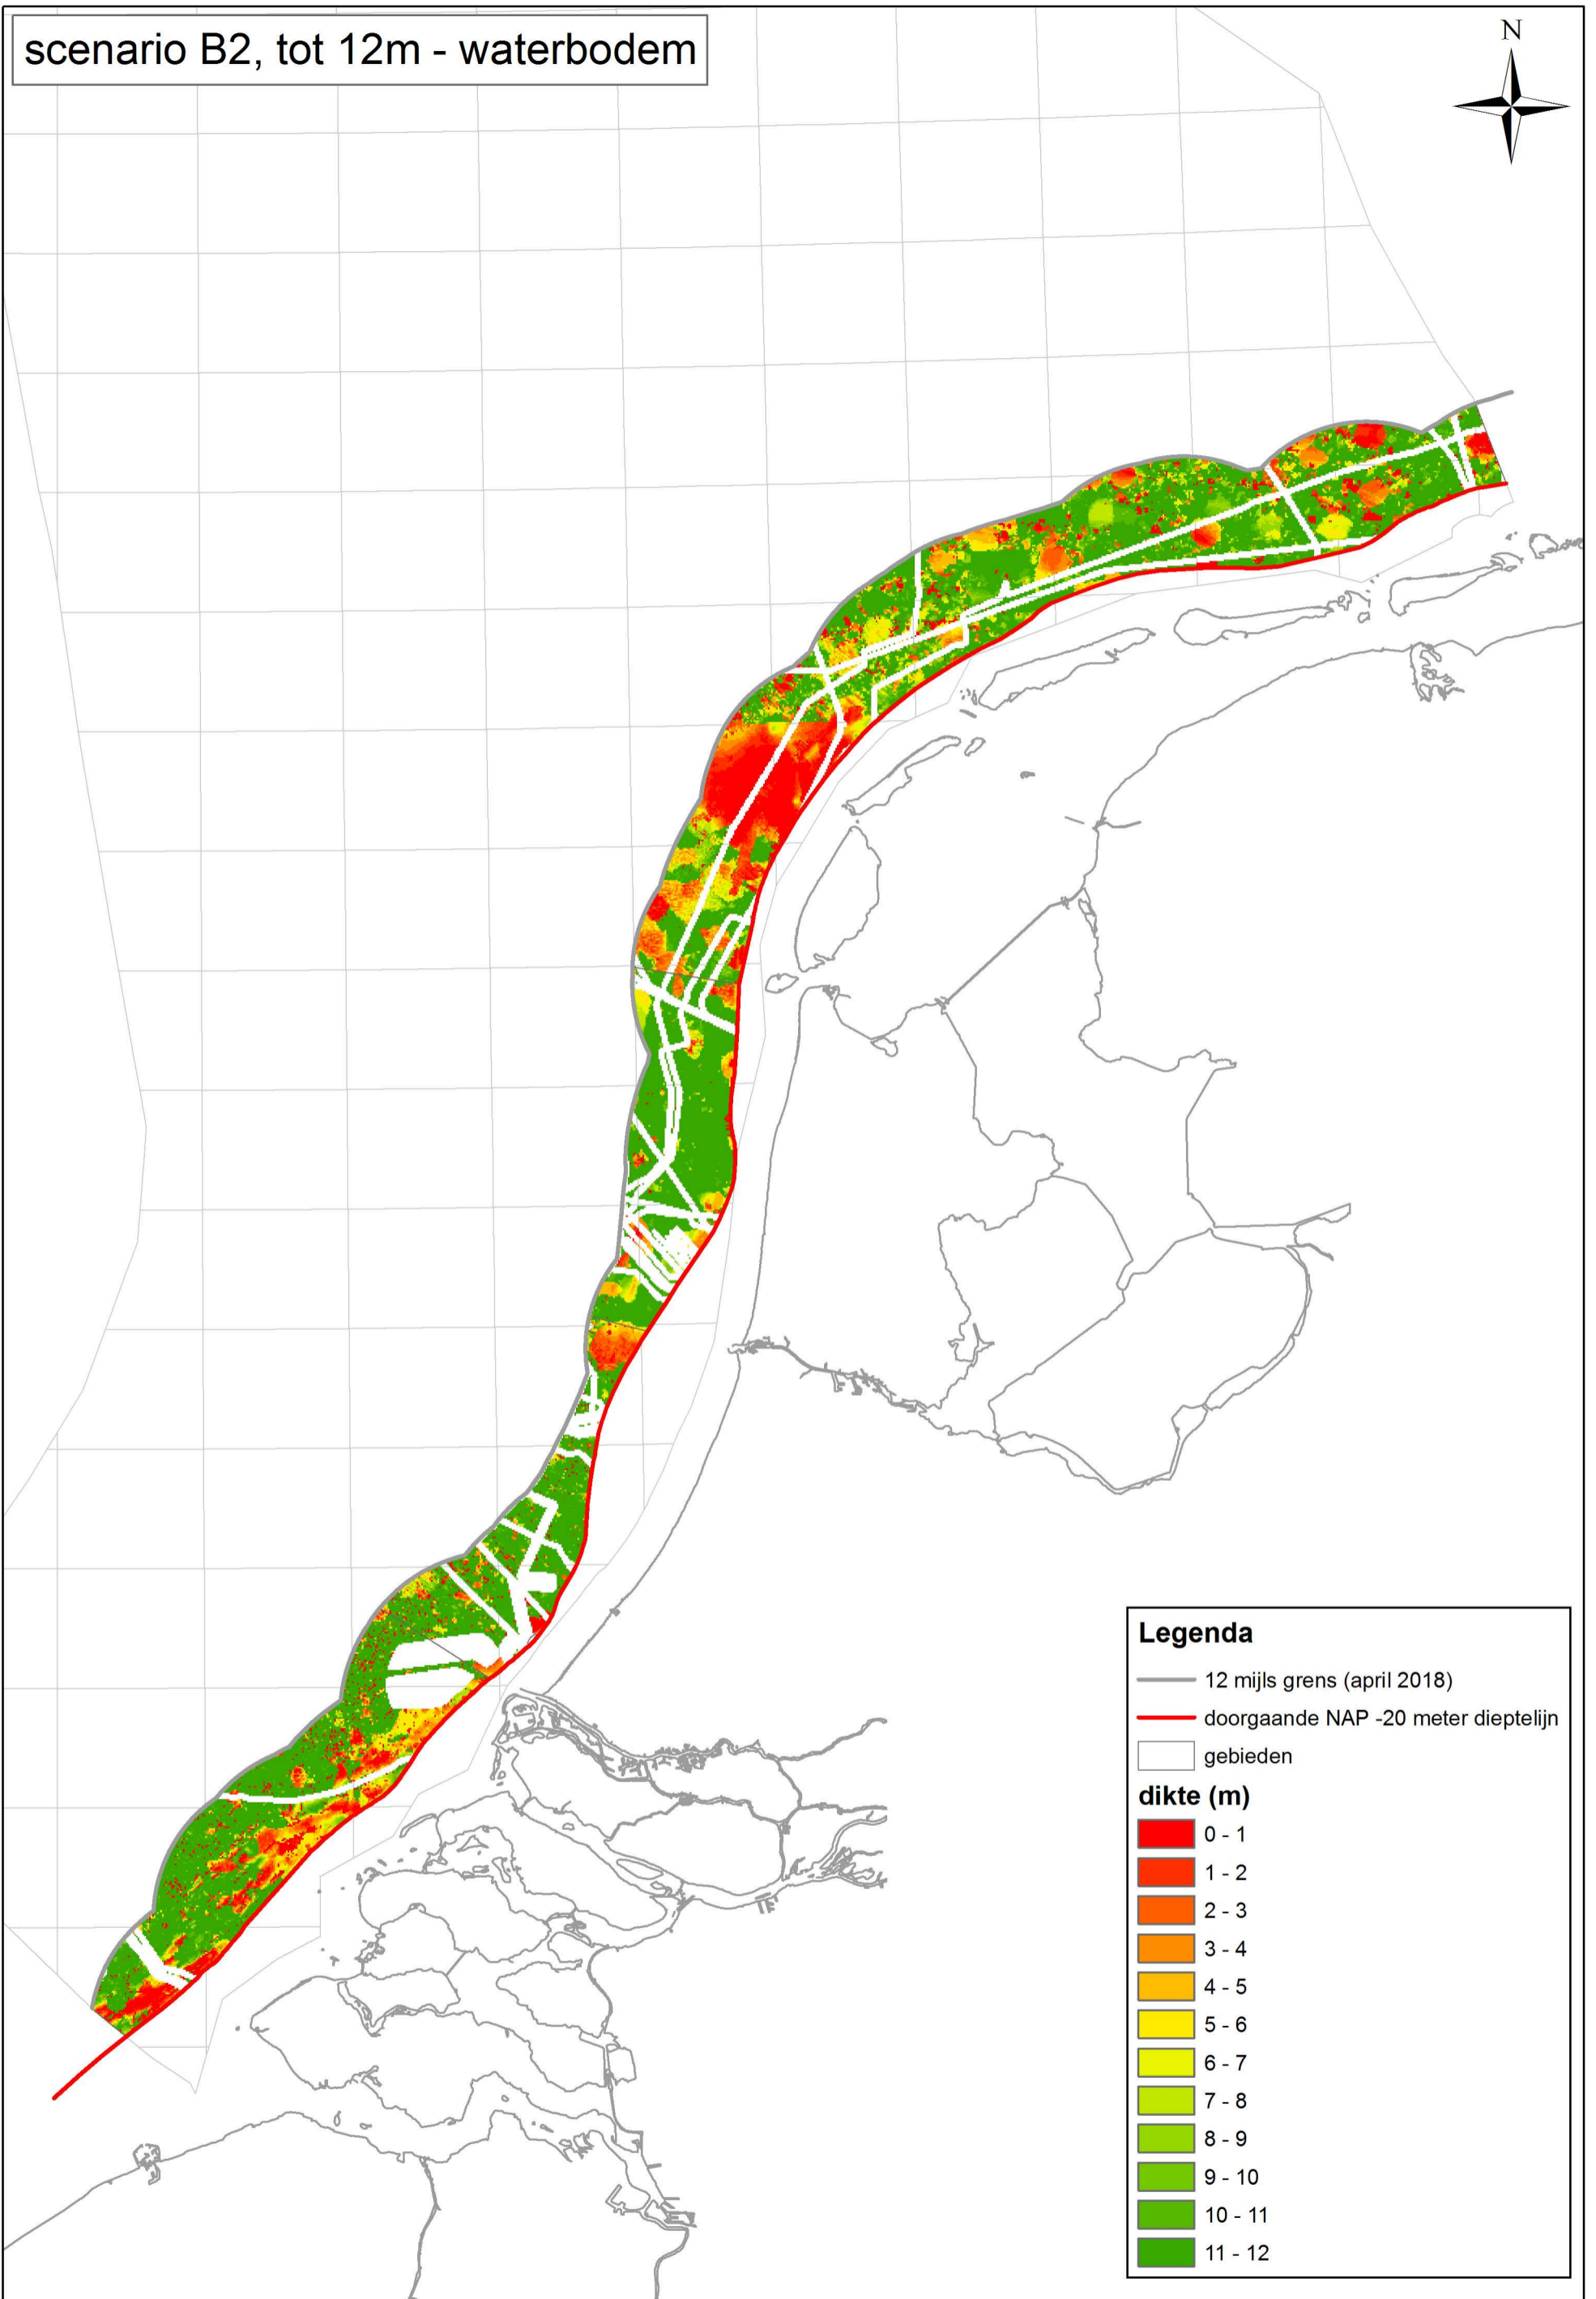 scenario B2, tot 12m - waterbodem
N
Legenda
12 mijls grens (april 2018)
doorgaande NAP -20 meter dieptelijn
gebieden
dikte (m)
0 - 1
1 - 2
2 - 3
3 - 4
4 - 5
5 - 6
6 - 7
7 - 8
8 - 9
9 - 10
10 - 11
11 - 12